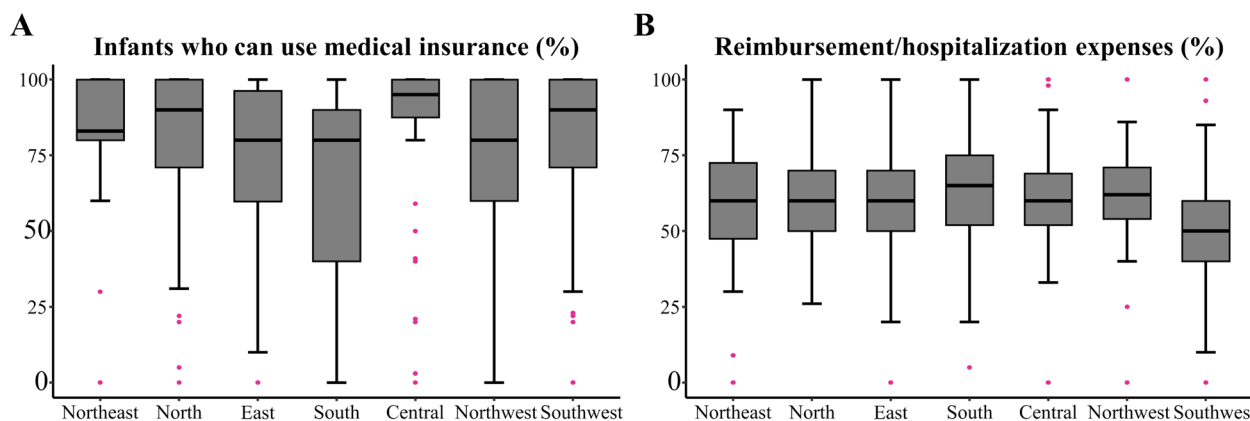 A
Infants who can use medical insurance (%)
100
75
50
25
0
Northeast North East South Central Northwest Southwest
B
Reimbursement/hospitalization expenses (%)
100
75
50
25
0
Northeast North East South Central Northwest Southwes